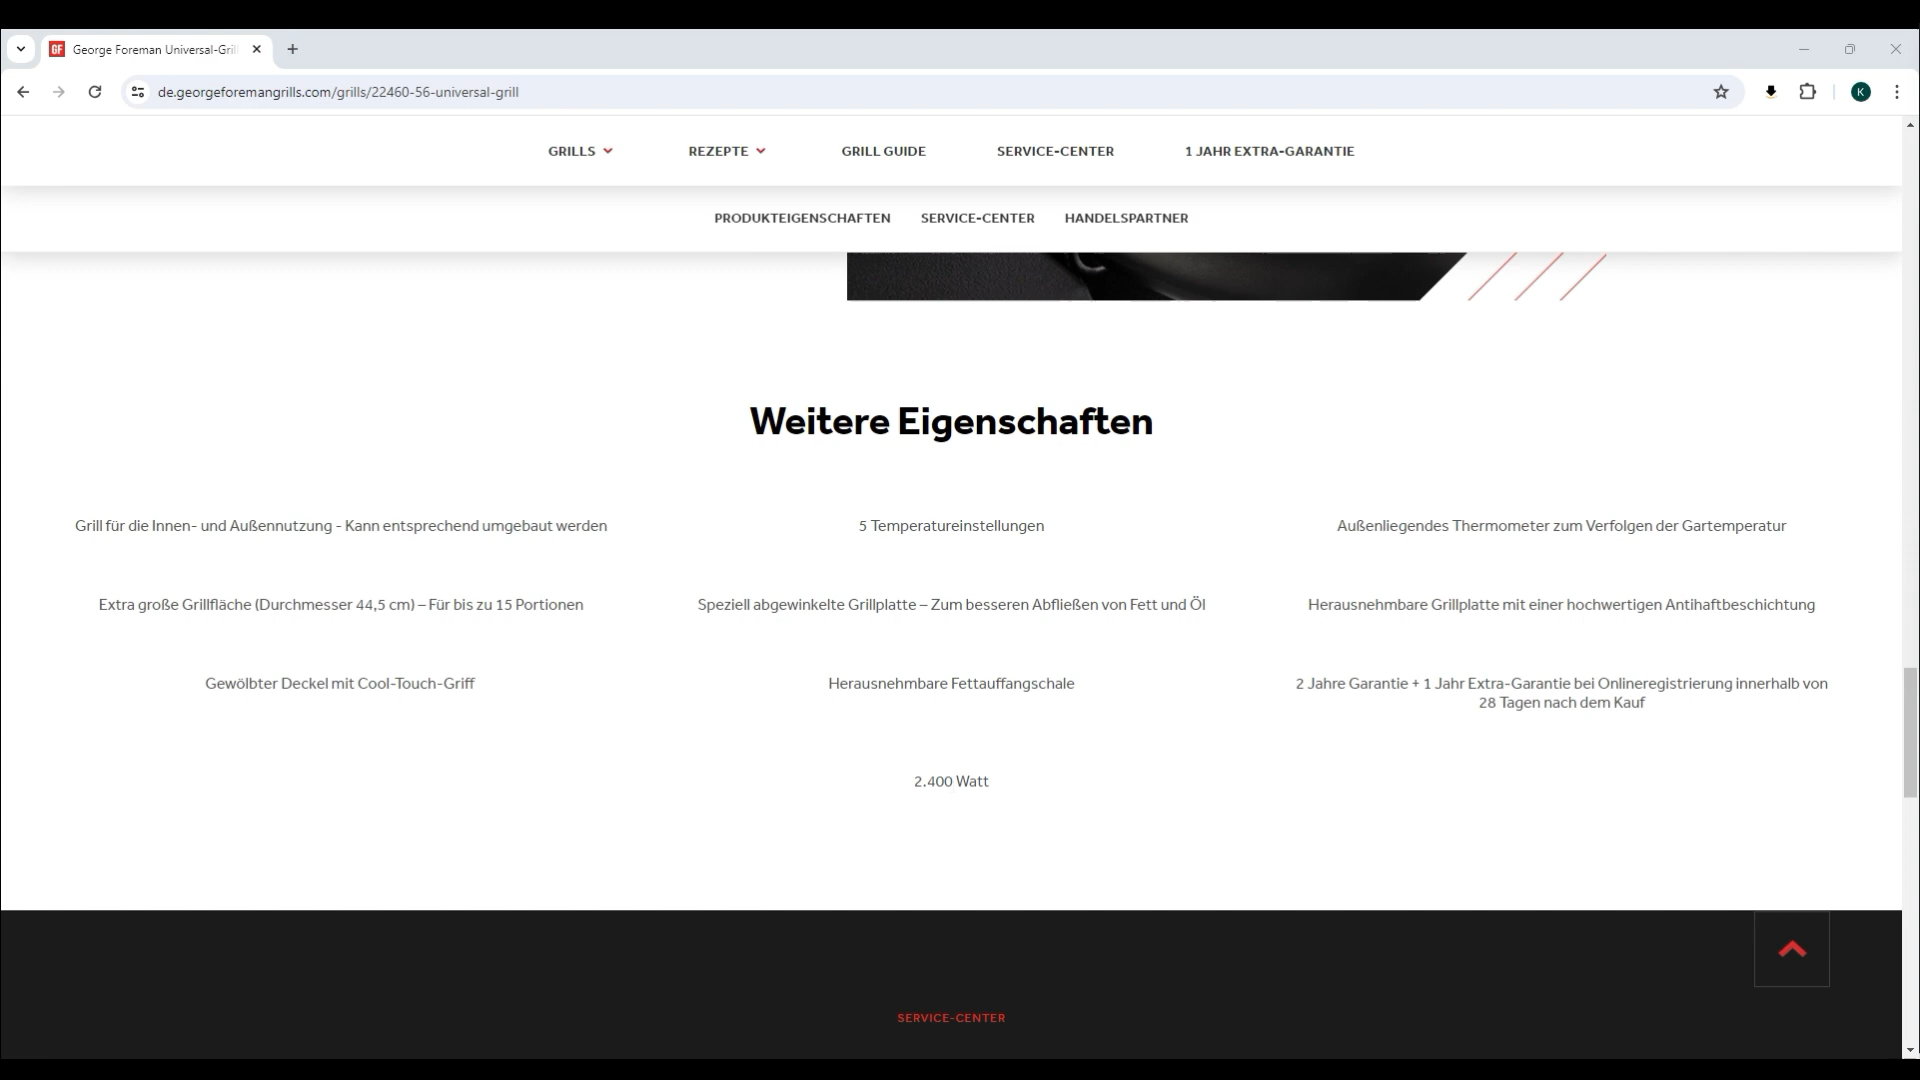 GF George Foreman Universal-Gril
de.georgeforemangrills.com/grills/22460-56-universal-grill
K
GRILLS REZEPTE GRILL GUIDE SERVICE-CENTER 1 JAHR EXTRA-GARANTIE
PRODUKTEIGENSCHAFTEN SERVICE-CENTER HANDELSPARTNER
Weitere Eigenschaften
Grill für die Innen- und Außennutzung - Kann entsprechend umgebaut werden
5 Temperatureinstellungen
Außenliegendes Thermometer zum Verfolgen der Gartemperatur
Extra große Grillfläche (Durchmesser 44,5 cm) – Für bis zu 15 Portionen
Speziell abgewinkelte Grillplatte – Zum besseren Abfließen von Fett und Öl
Herausnehmbare Grillplatte mit einer hochwertigen Antihaftbeschichtung
Gewölbter Deckel mit Cool-Touch-Griff
Herausnehmbare Fettauffangschale
2 Jahre Garantie + 1 Jahr Extra-Garantie bei Onlineregistrierung innerhalb von
28 Tagen nach dem Kauf
2.400 Watt
SERVICE-CENTER